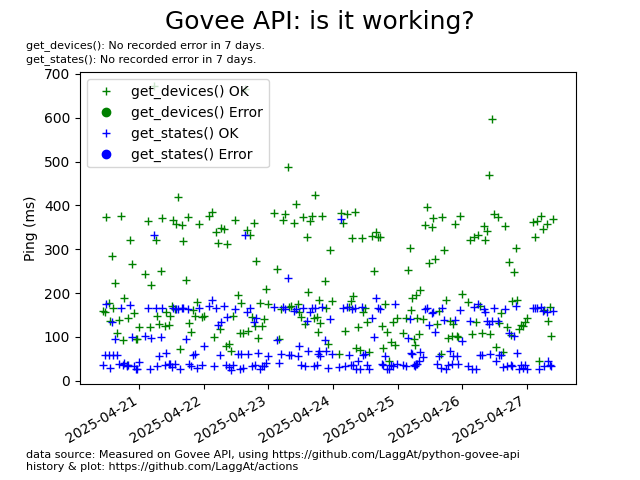 Govee API: is it working?
get_devices(): No recorded error in 7 days.
get_states(): No recorded error in 7 days.
700
600
500
400
300
200
100
0
Ping (ms)
get_devices() OK
get_devices() Error
get_states() OK
get_states() Error
2025-04-21
2025-04-22
2025-04-23
2025-04-24
2025-04-25
2025-04-26
2025-04-27
data source: Measured on Govee API, using https://github.com/LaggAt/python-govee-api
history & plot: https://github.com/LaggAt/actions